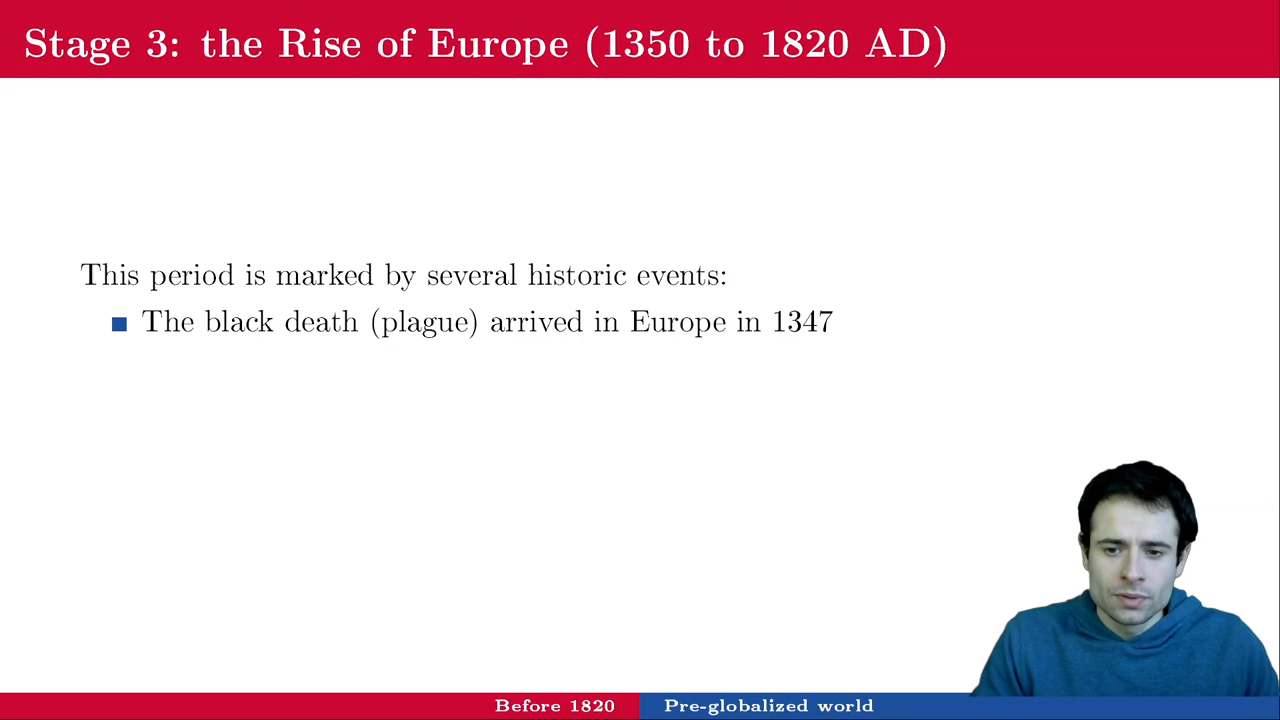 Stage 3: the Rise of Europe (1350 to 1820 AD)
This period is marked by several historic events:
The black death (plague) arrived in Europe in 1347
Before 1820
Pre-globalized world